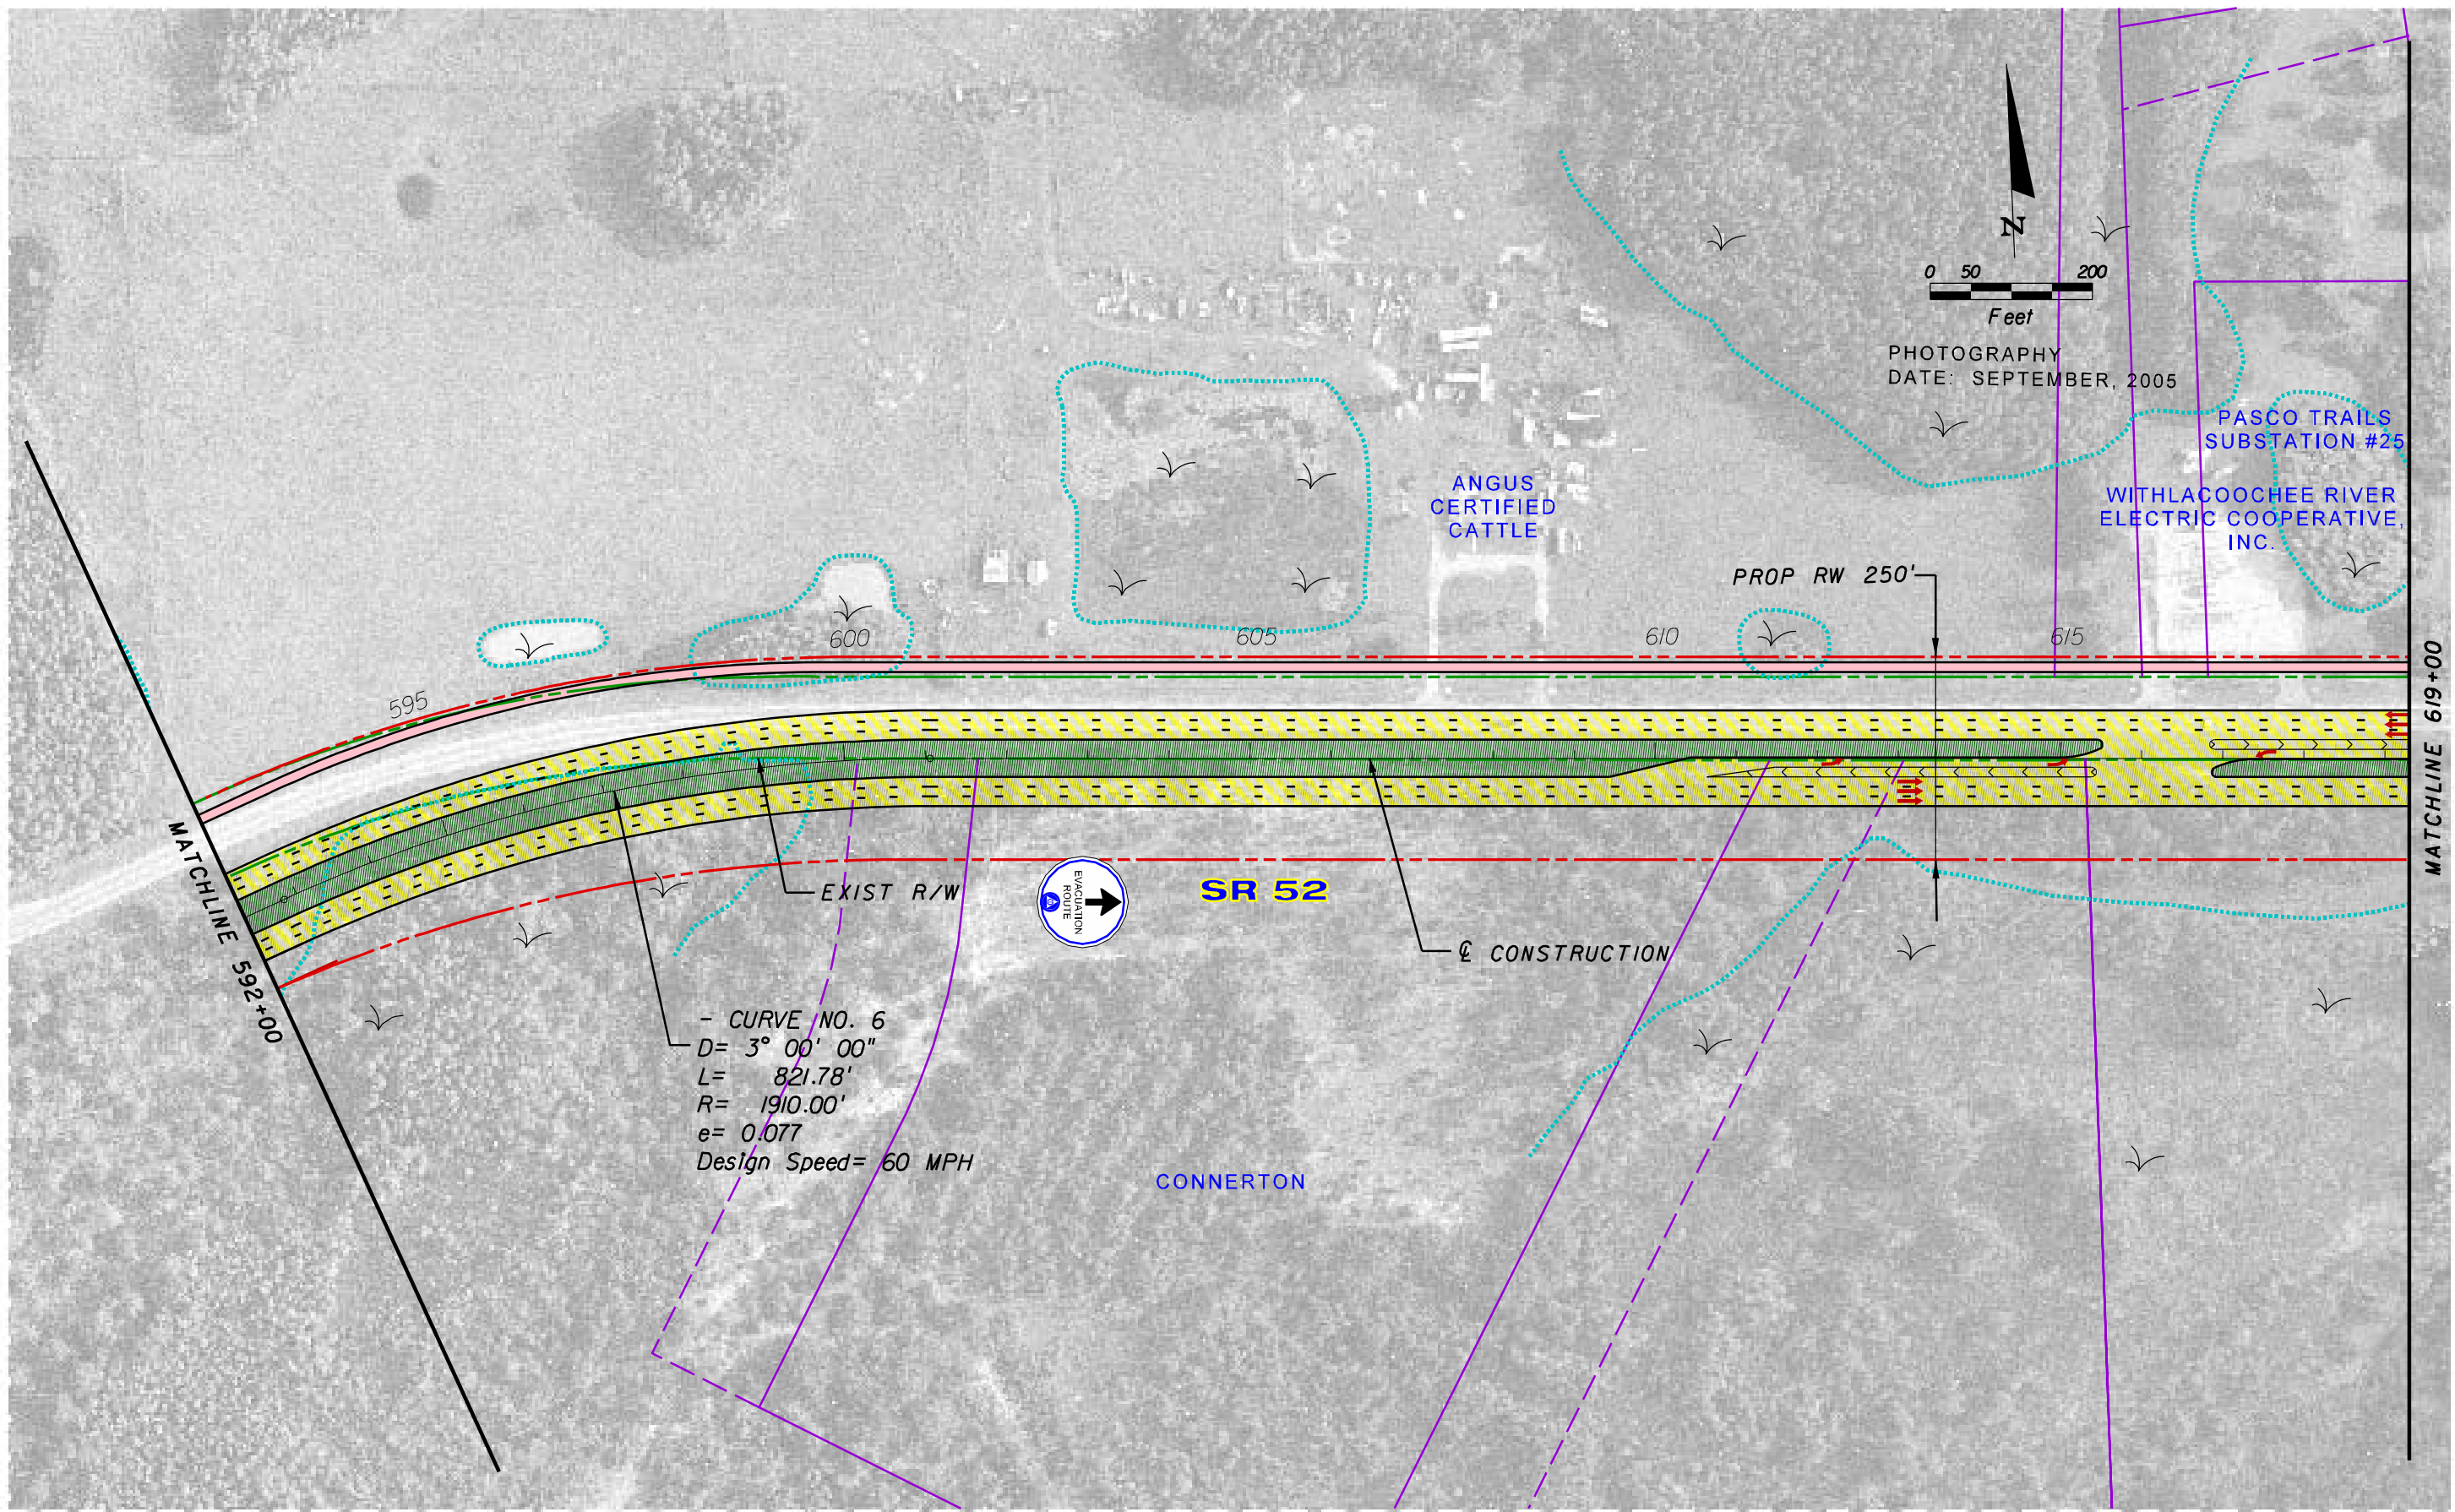 N
0 50 200
Feet
PHOTOGRAPHY
DATE: SEPTEMBER, 2005
PASCO TRAILS
SUBSTATION #25
WITHLACOOCHEE RIVER
ELECTRIC COOPERATIVE,
INC.
ANGUS
CERTIFIED
CATTLE
PROP RW 250'
595
600
605
610
615
MATCHLINE 619+00
MATCHLINE 592+00
EXIST R/W
EVACUATION
ROUTE
SR 52
℄ CONSTRUCTION
- CURVE NO. 6
D= 3° 00' 00"
L= 821.78'
R= 1910.00'
e= 0.077
Design Speed= 60 MPH
CONNERTON